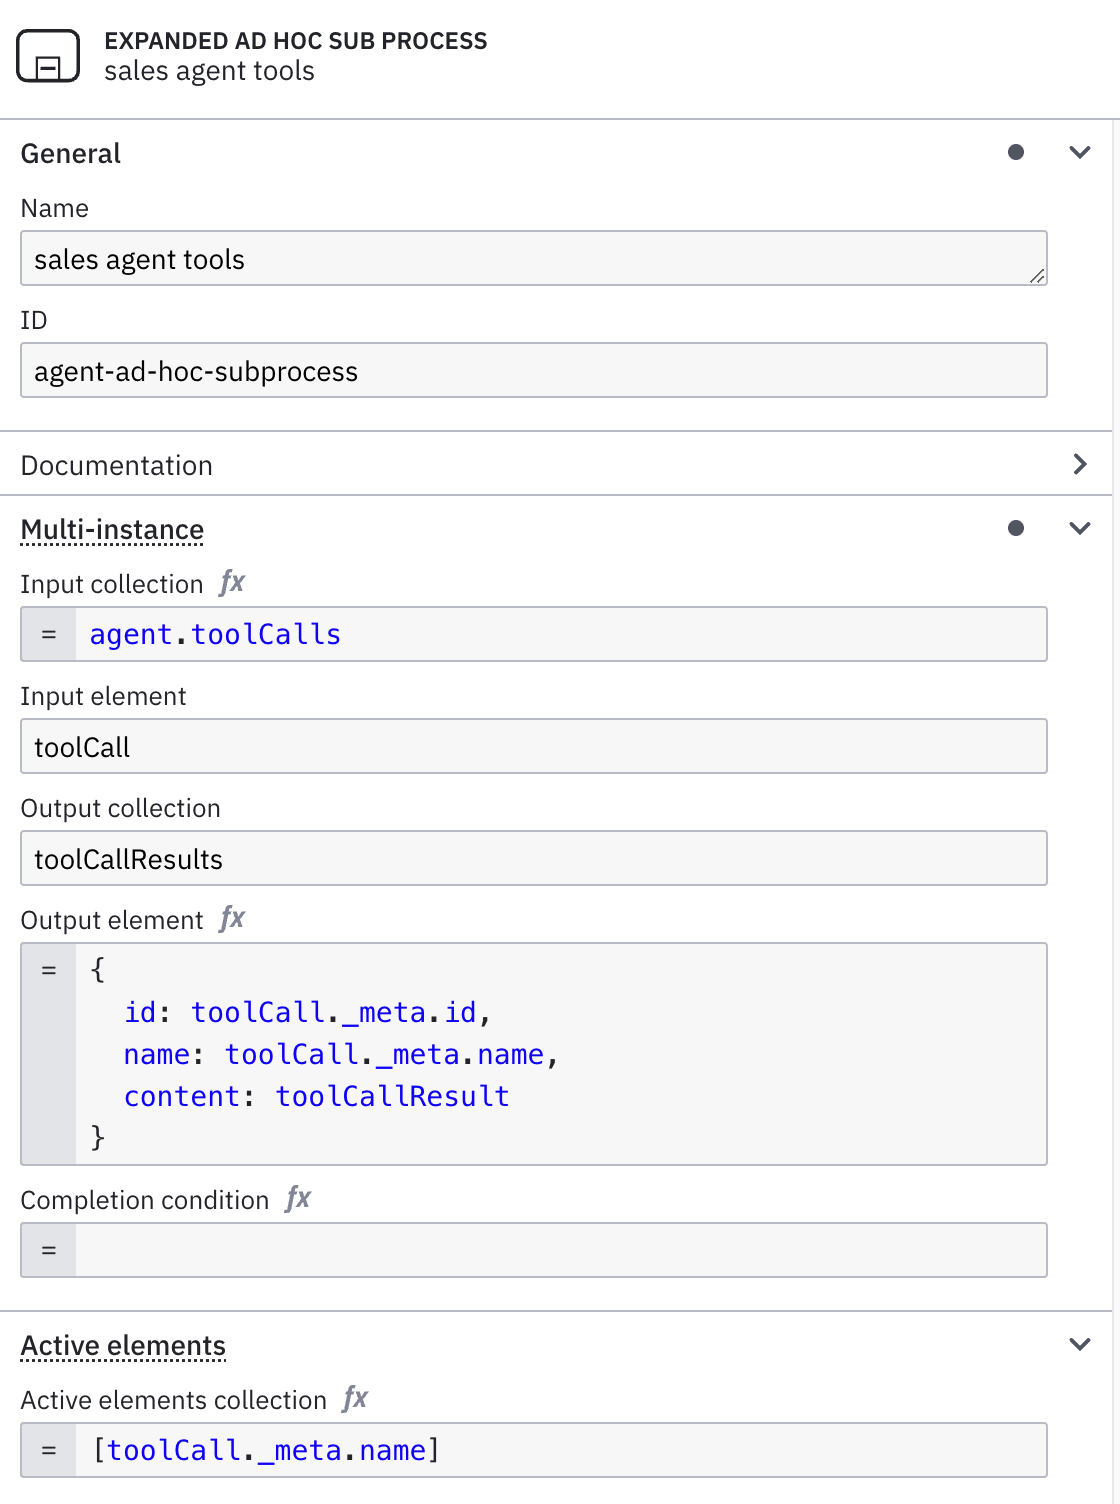 EXPANDED AD HOC SUB PROCESS
sales agent tools
General
Name
sales agent tools
ID
agent-ad-hoc-subprocess
Documentation
Multi-instance
Input collection fx
= agent.toolCalls
Input element
toolCall
Output collection
toolCallResults
Output element fx
= {
id: toolCall._meta.id,
name: toolCall._meta.name,
content: toolCallResult
}
Completion condition fx
=
Active elements
Active elements collection fx
= [toolCall._meta.name]